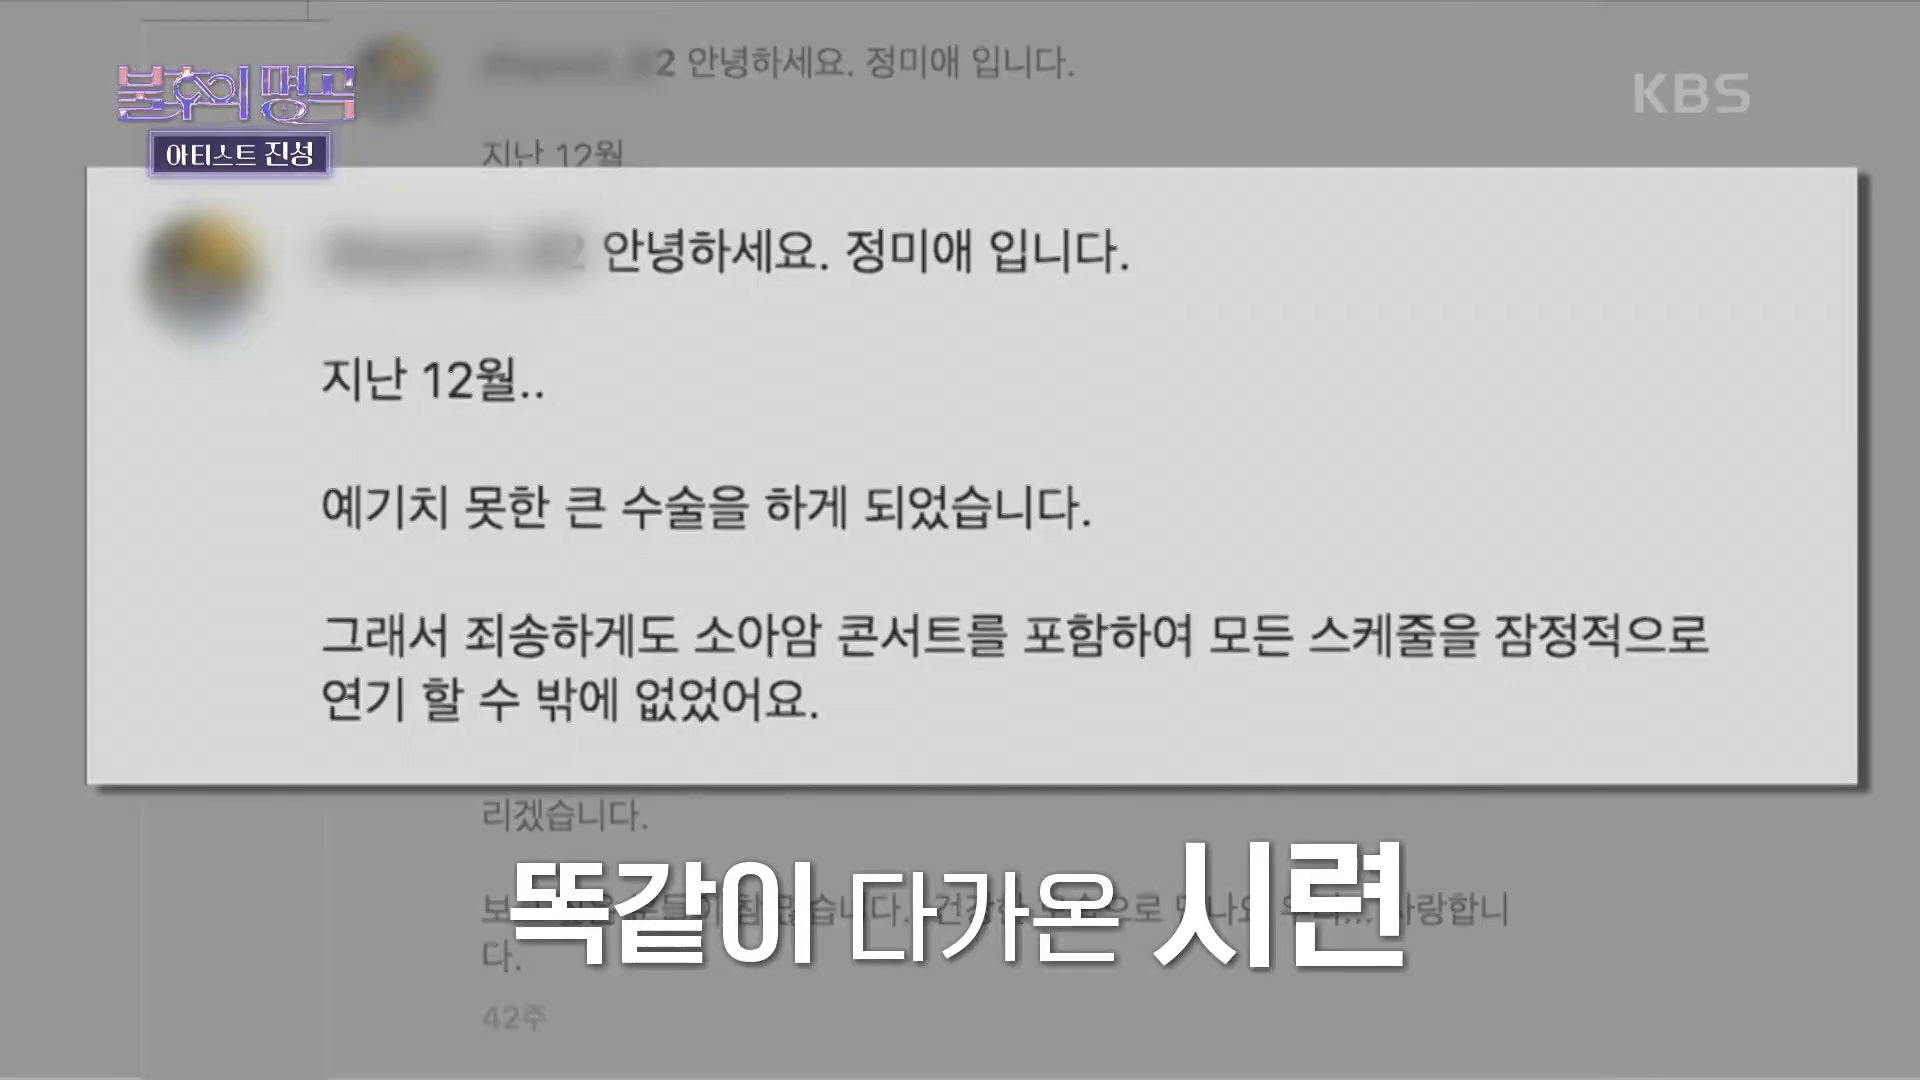 불후의 명곡
아티스트 진성
KBS
2 안녕하세요. 정미애 입니다.
지난 12월
안녕하세요. 정미애 입니다.
지난 12월..
예기치 못한 큰 수술을 하게 되었습니다.
그래서 죄송하게도 소아암 콘서트를 포함하여 모든 스케줄을 잠정적으로
연기 할 수 밖에 없었어요.
리겠습니다.
똑같이 다가온 시련
다.
42주